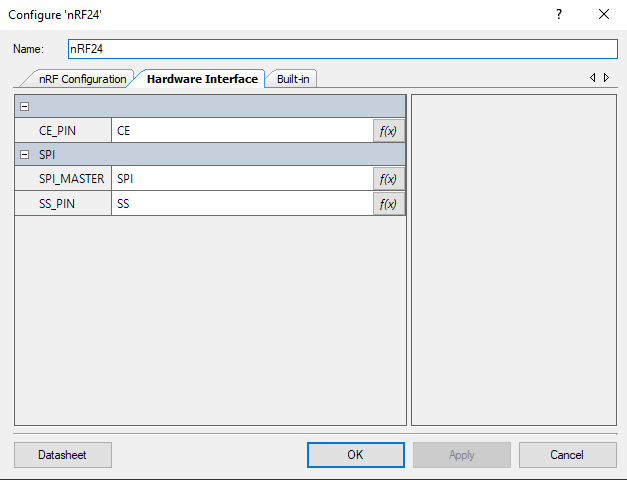 Configure 'nRF24'
?
Name: nRF24
nRF Configuration Hardware Interface Built-in
CE_PIN CE f(x)
SPI
SPI_MASTER SPI f(x)
SS_PIN SS f(x)
Datasheet OK Apply Cancel